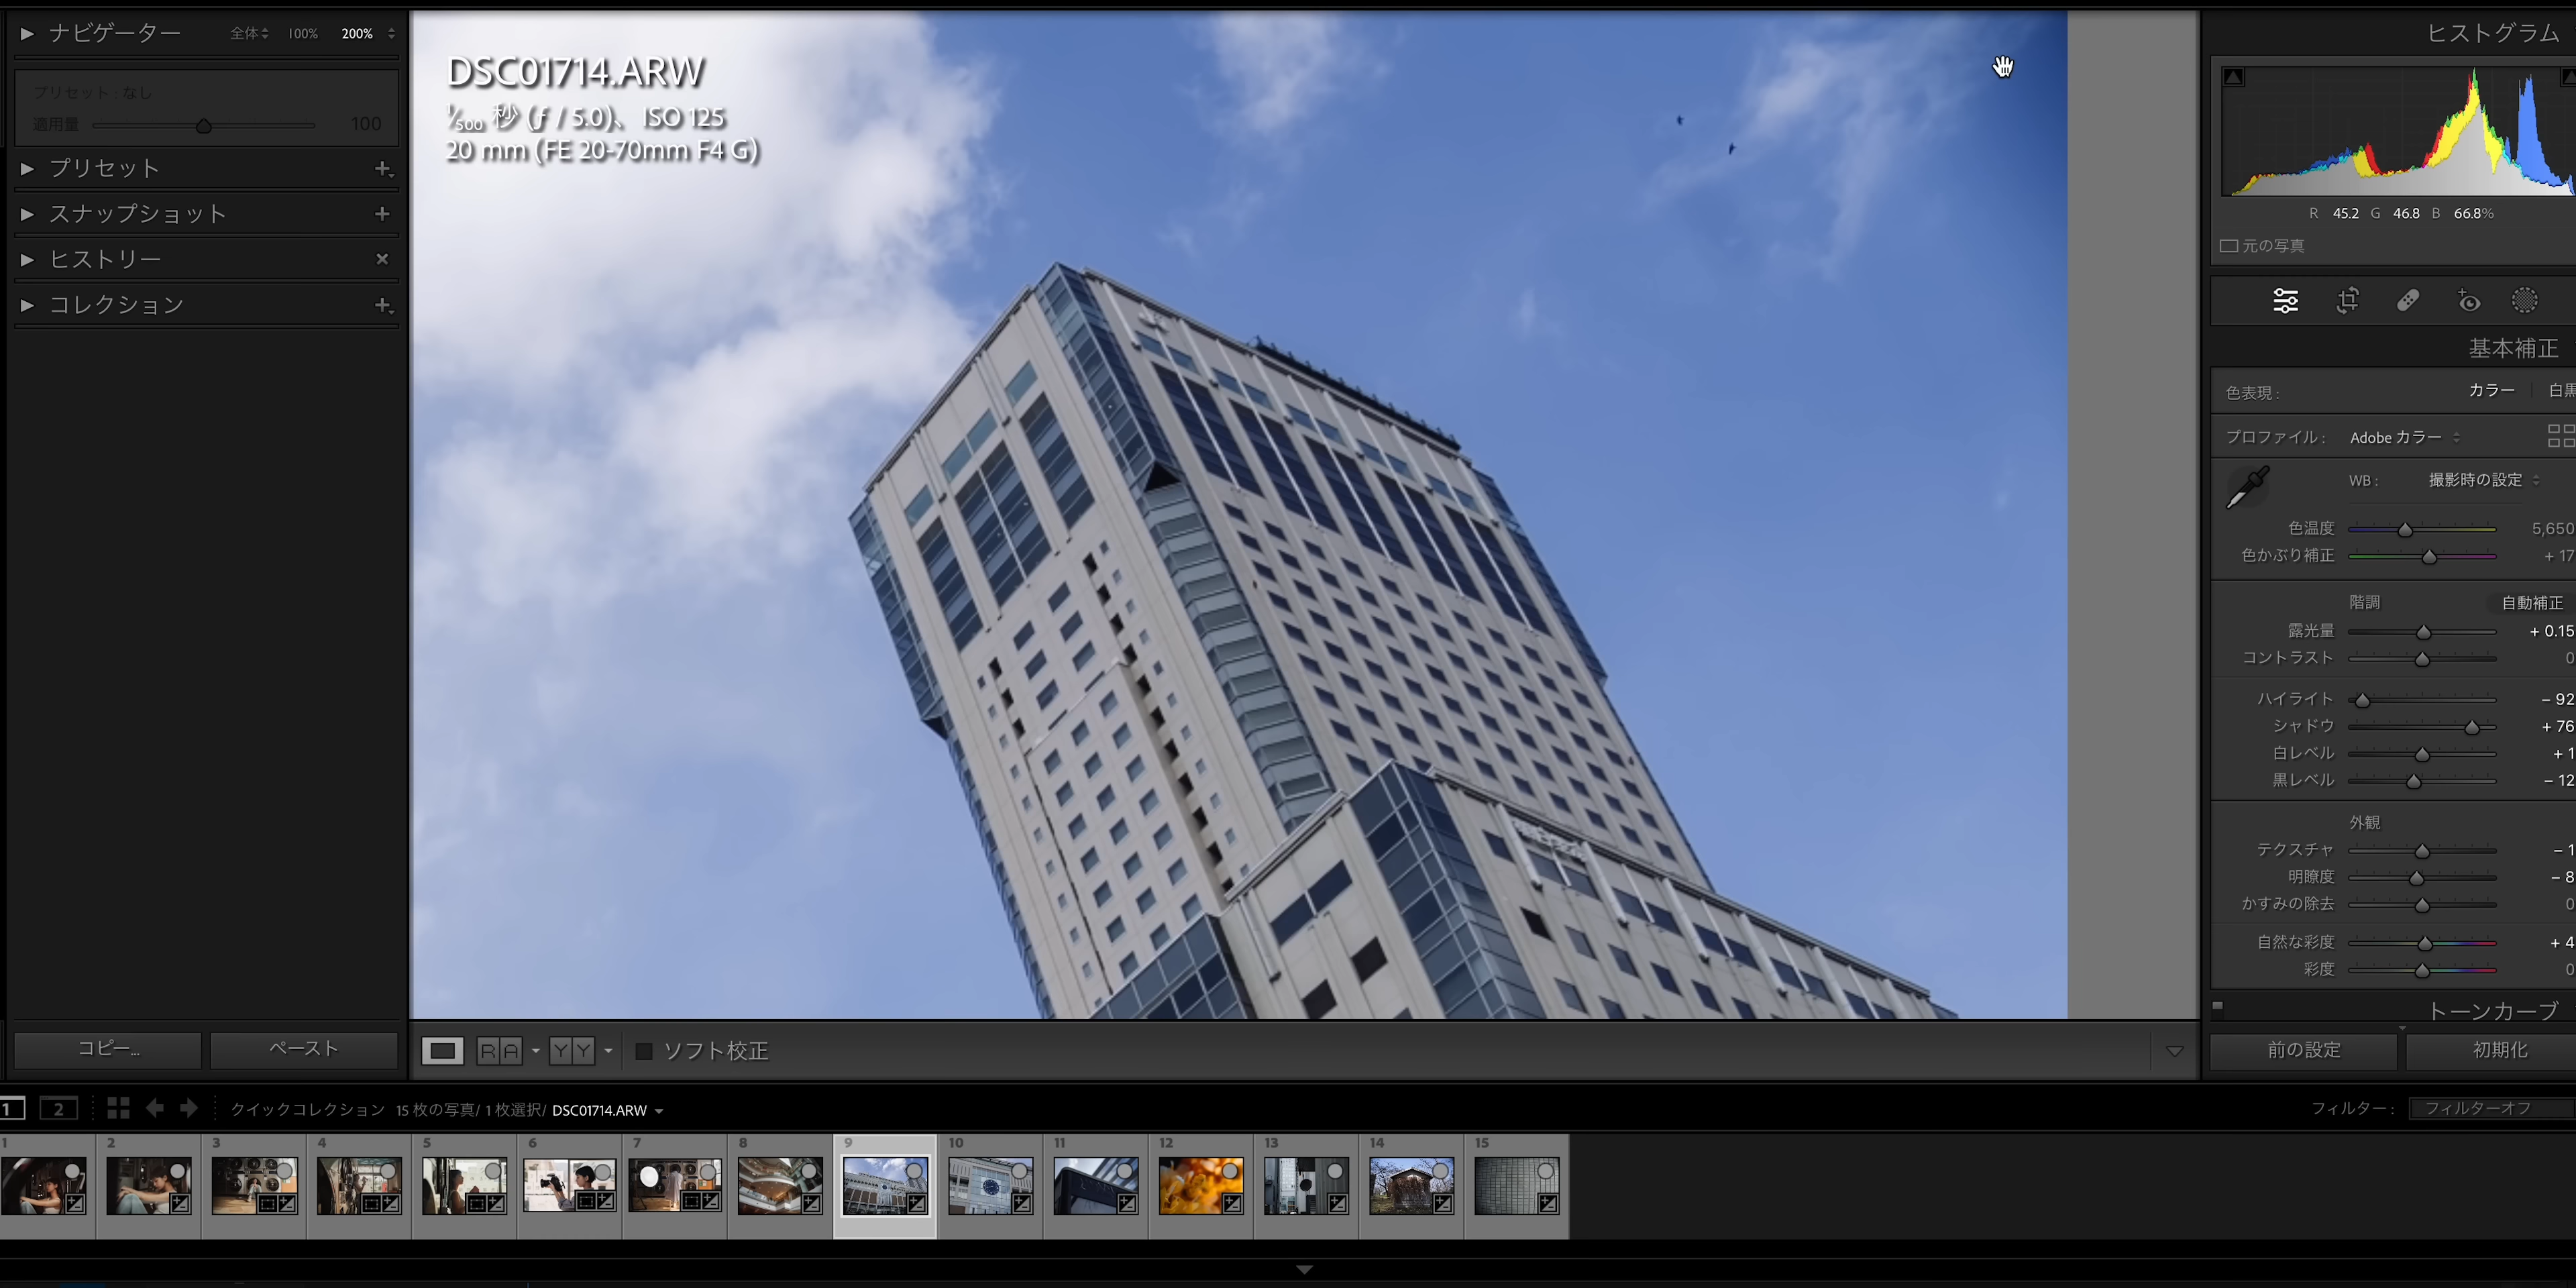 ナビゲーター 全体 100% 200%
プリセット : なし
適用量 100
プリセット
スナップショット
ヒストリー
コレクション
コピー...
ペースト
DSC01714.ARW
1/500 秒 (ƒ / 5.0)、 ISO 125
20 mm (FE 20-70mm F4 G)
R A
Y Y
ソフト校正
ヒストグラム
R 45.2 G 46.8 B 66.8%
元の写真
基本補正
色表現 : カラー 白黒
プロファイル : Adobe カラー
WB : 撮影時の設定
色温度 5,650
色かぶり補正 + 17
階調 自動補正
露光量 + 0.15
コントラスト 0
ハイライト − 92
シャドウ + 76
白レベル + 1
黒レベル − 12
外観
テクスチャ − 1
明瞭度 − 8
かすみの除去 0
自然な彩度 + 4
彩度 0
トーンカーブ
前の設定
初期化
1 2 クイックコレクション 15 枚の写真/ 1 枚選択/ DSC01714.ARW
フィルター : フィルターオフ
1 2 3 4 5 6 7 8 9 10 11 12 13 14 15